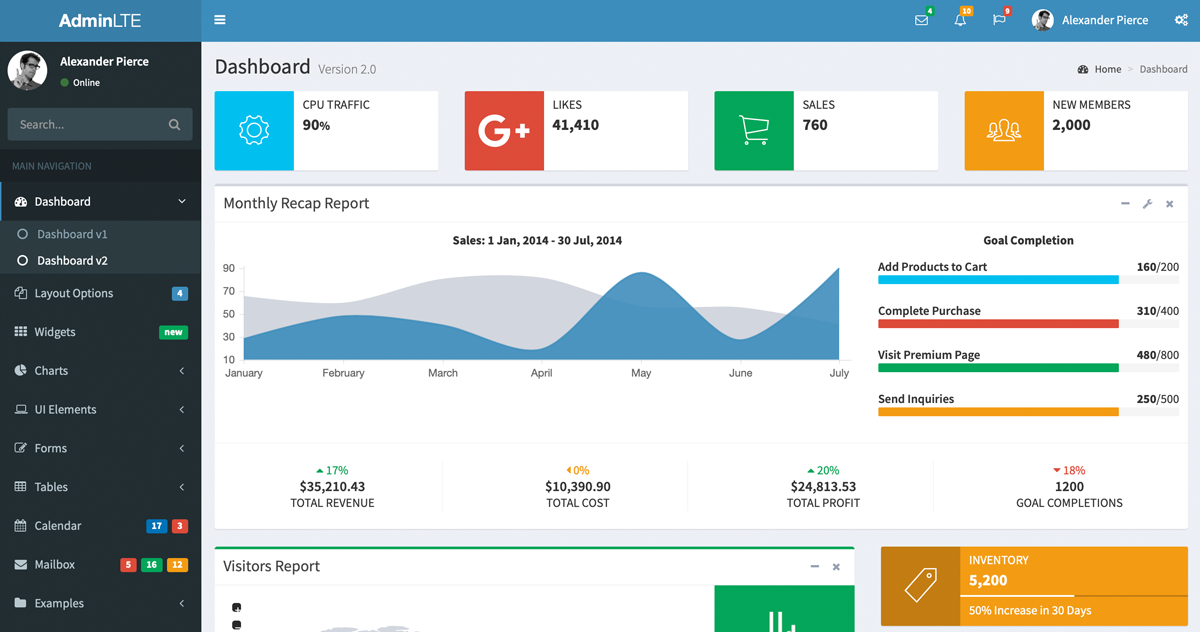 AdminLTE
4
10
9
Alexander Pierce
Alexander Pierce
Online
Search...
MAIN NAVIGATION
Dashboard
Dashboard v1
Dashboard v2
Layout Options 4
Widgets new
Charts
UI Elements
Forms
Tables
Calendar 17 3
Mailbox 5 16 12
Examples
Dashboard Version 2.0
Home > Dashboard
CPU TRAFFIC
90%
G+
LIKES
41,410
SALES
760
NEW MEMBERS
2,000
Monthly Recap Report
Sales: 1 Jan, 2014 - 30 Jul, 2014
90
70
50
30
10
January February March April May June July
Goal Completion
Add Products to Cart 160/200
Complete Purchase 310/400
Visit Premium Page 480/800
Send Inquiries 250/500
17%
$35,210.43
TOTAL REVENUE
0%
$10,390.90
TOTAL COST
20%
$24,813.53
TOTAL PROFIT
18%
1200
GOAL COMPLETIONS
Visitors Report
INVENTORY
5,200
50% Increase in 30 Days